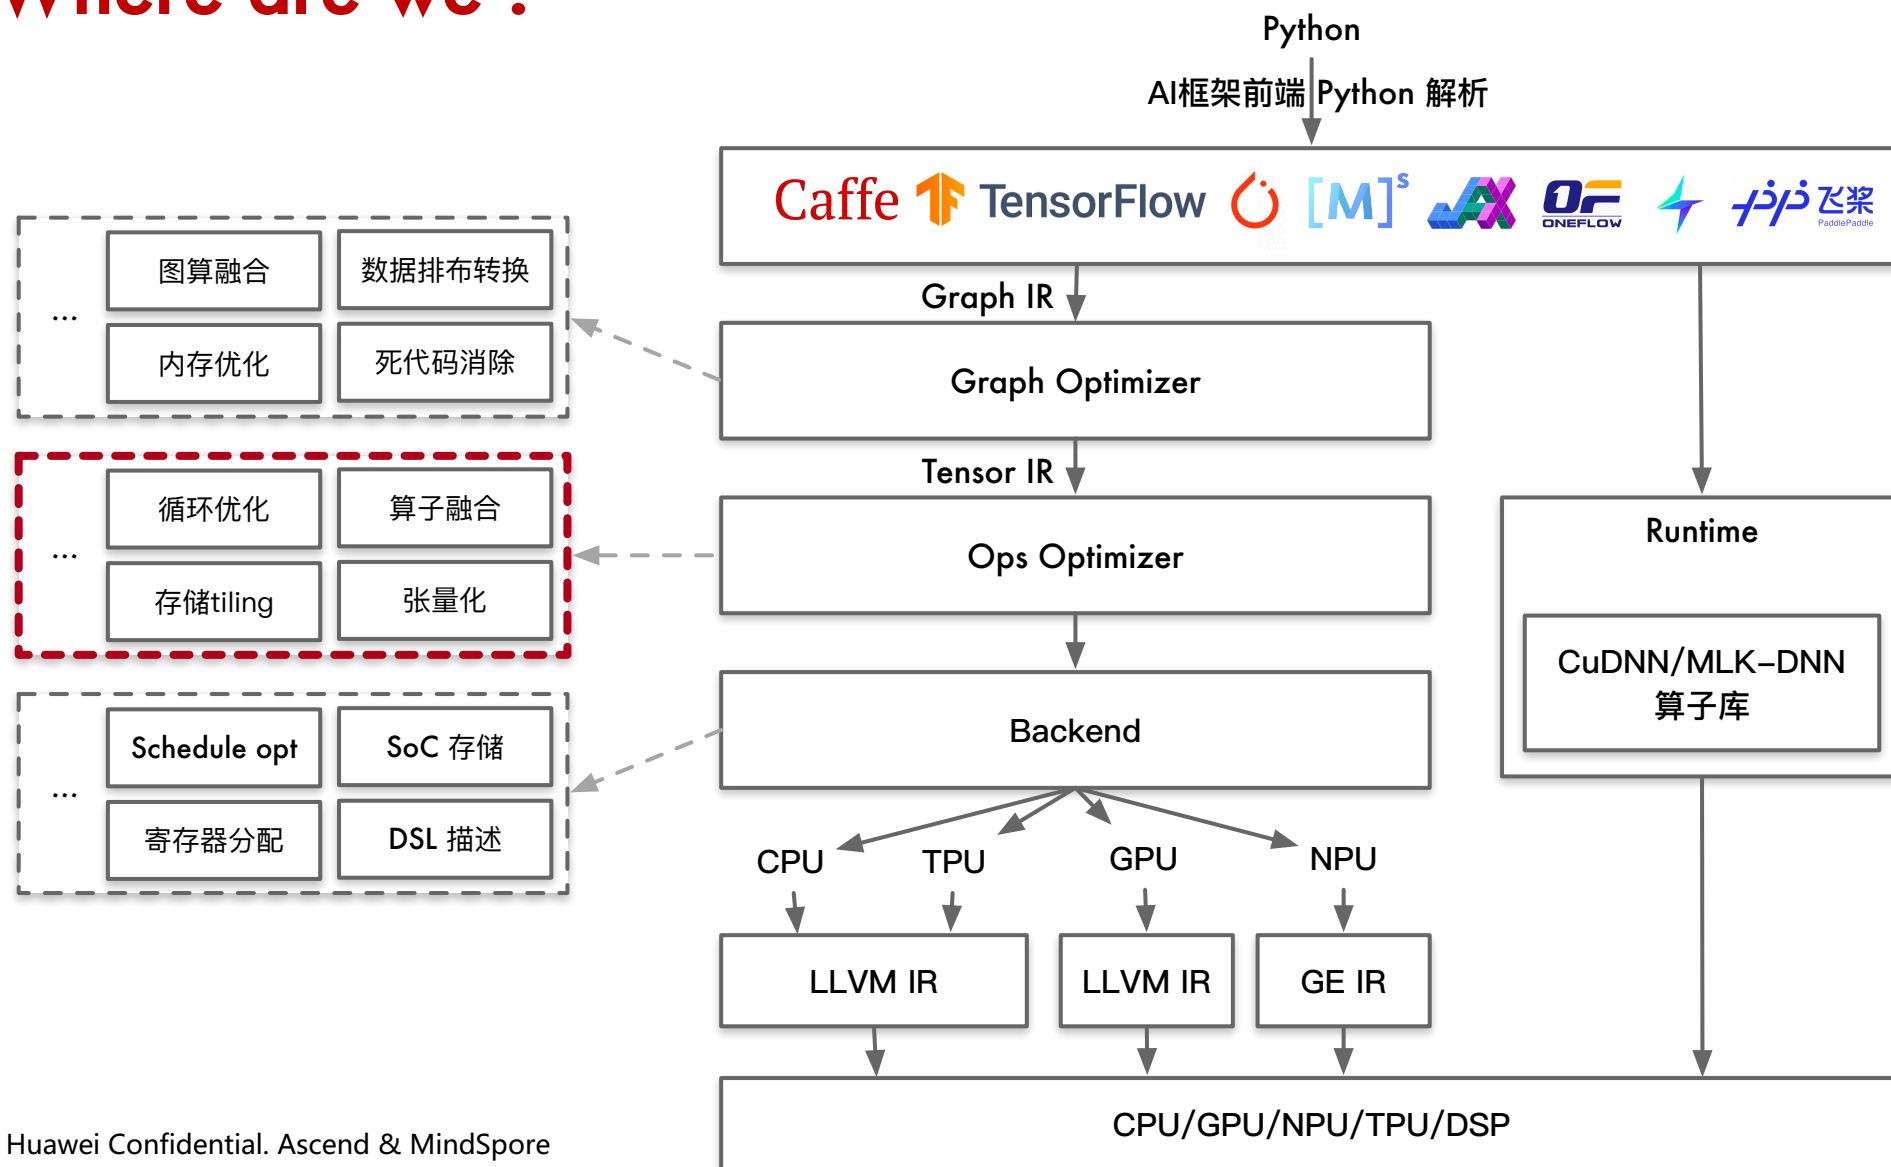 Where are we ?
Python
AI框架前端 Python 解析
Caffe TensorFlow [M]s JAX OF ONEFLOW 飞桨 PaddlePaddle
... 图算融合 数据排布转换
内存优化 死代码消除
Graph IR
Graph Optimizer
Tensor IR
... 循环优化 算子融合
存储tiling 张量化
Ops Optimizer
Runtime
CuDNN/MLK-DNN
算子库
... Schedule opt SoC 存储
寄存器分配 DSL 描述
Backend
CPU TPU GPU NPU
LLVM IR LLVM IR GE IR
CPU/GPU/NPU/TPU/DSP
Huawei Confidential. Ascend & MindSpore